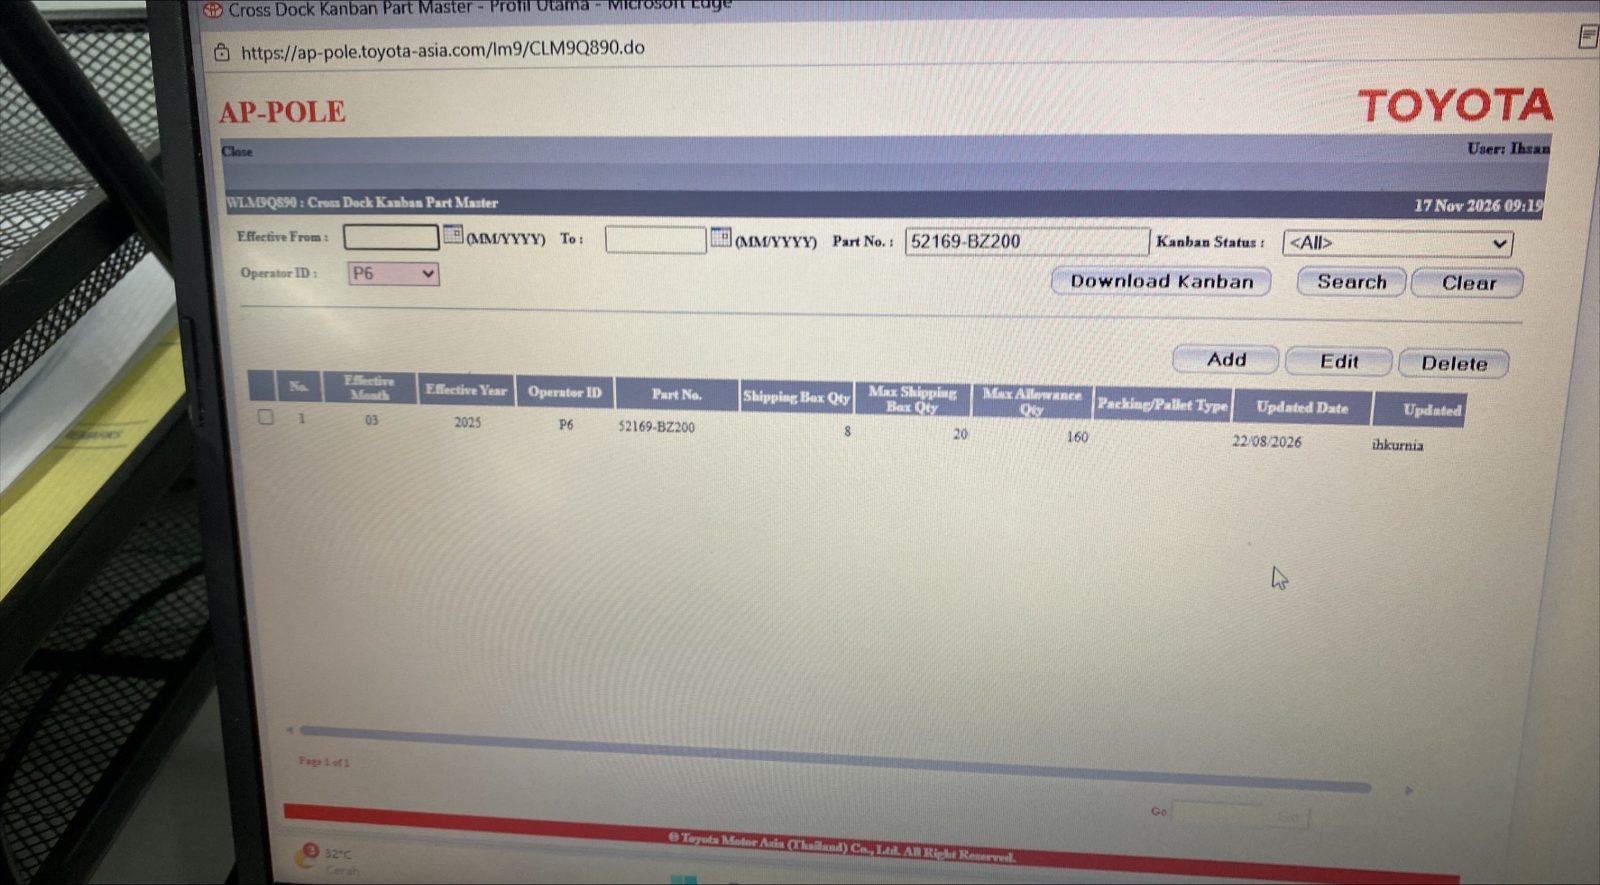 Cross Dock Kanban Part Master - Profil Utama - Microsoft Edge
https://ap-pole.toyota-asia.com/lm9/CLM9Q890.do
AP-POLE
TOYOTA
Close
User: Ihsan
WLM9Q890 : Cross Dock Kanban Part Master
17 Nov 2026 09:19
Effective From : (MM/YYYY) To : (MM/YYYY) Part No. : 52169-BZ200 Kanban Status : <All>
Operator ID : P6
Download Kanban Search Clear
Add Edit Delete
No. Effective Month Effective Year Operator ID Part No. Shipping Box Qty Max Shipping Box Qty Max Allowance Qty Packing/Pallet Type Updated Date Updated
1 03 2025 P6 52169-BZ200 8 20 160 22/08/2026 ihkurnia
Page 1 of 1
Go
© Toyota Motor Asia (Thailand) Co., Ltd. All Right Reserved.
3
32°C
Cerah